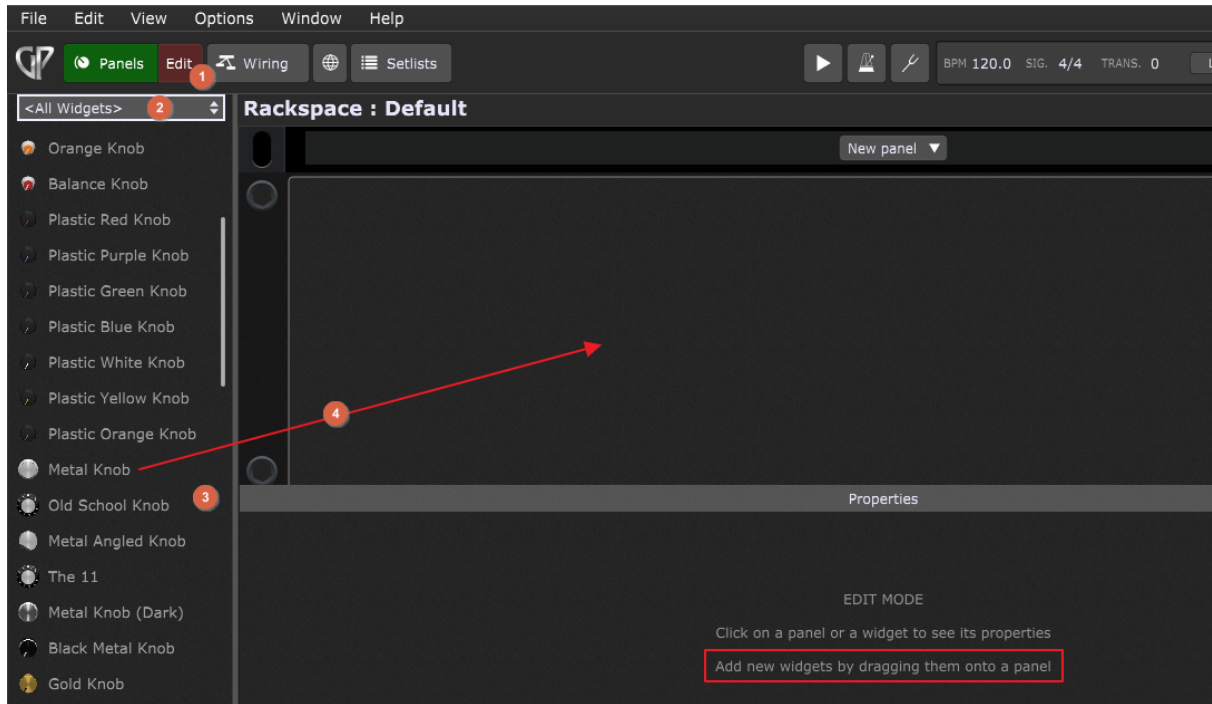 File Edit View Options Window Help
GP Panels Edit Wiring Setlists BPM 120.0 SIG. 4/4 TRANS. 0 L
1
<All Widgets> 2 Rackspace : Default
Orange Knob
New panel
Balance Knob
Plastic Red Knob
Plastic Purple Knob
Plastic Green Knob
Plastic Blue Knob
Plastic White Knob
Plastic Yellow Knob
4
Plastic Orange Knob
Metal Knob
Old School Knob 3
Properties
Metal Angled Knob
The 11
Metal Knob (Dark)
Black Metal Knob
Gold Knob
EDIT MODE
Click on a panel or a widget to see its properties
Add new widgets by dragging them onto a panel